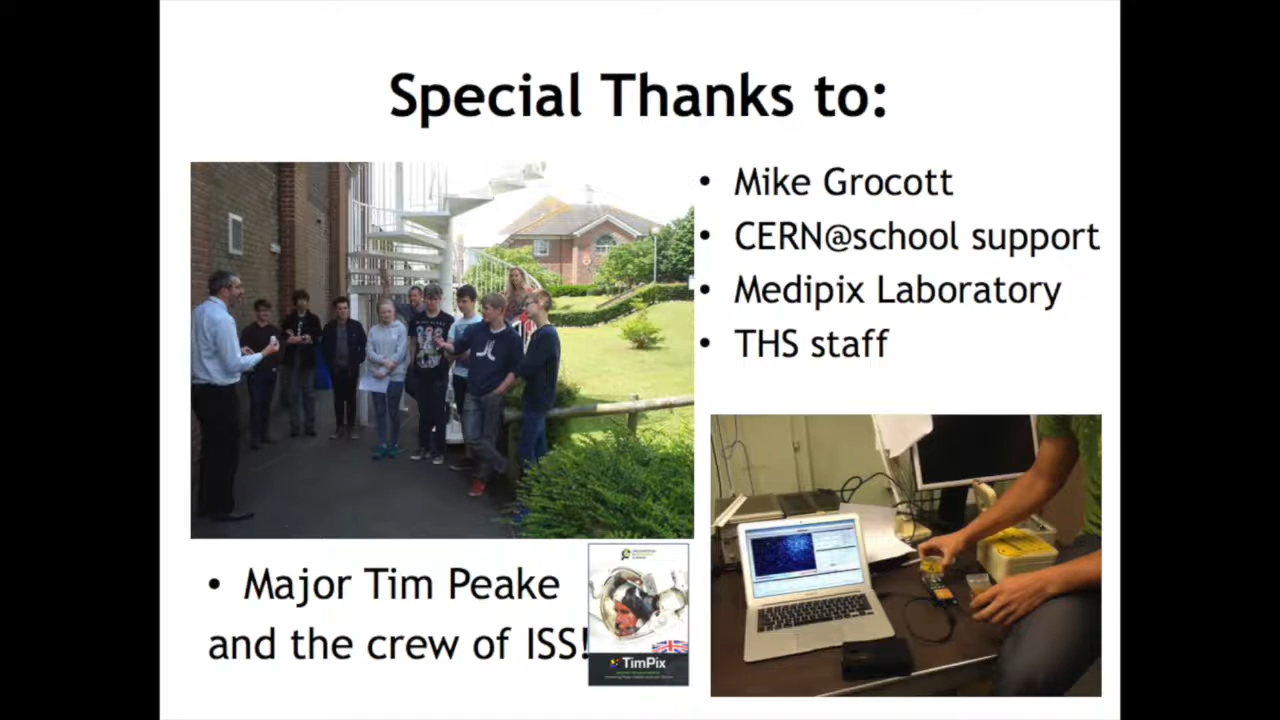 Special Thanks to:
• Mike Grocott
• CERN@school support
• Medipix Laboratory
• THS staff
• Major Tim Peake
and the crew of ISS!
TimPix